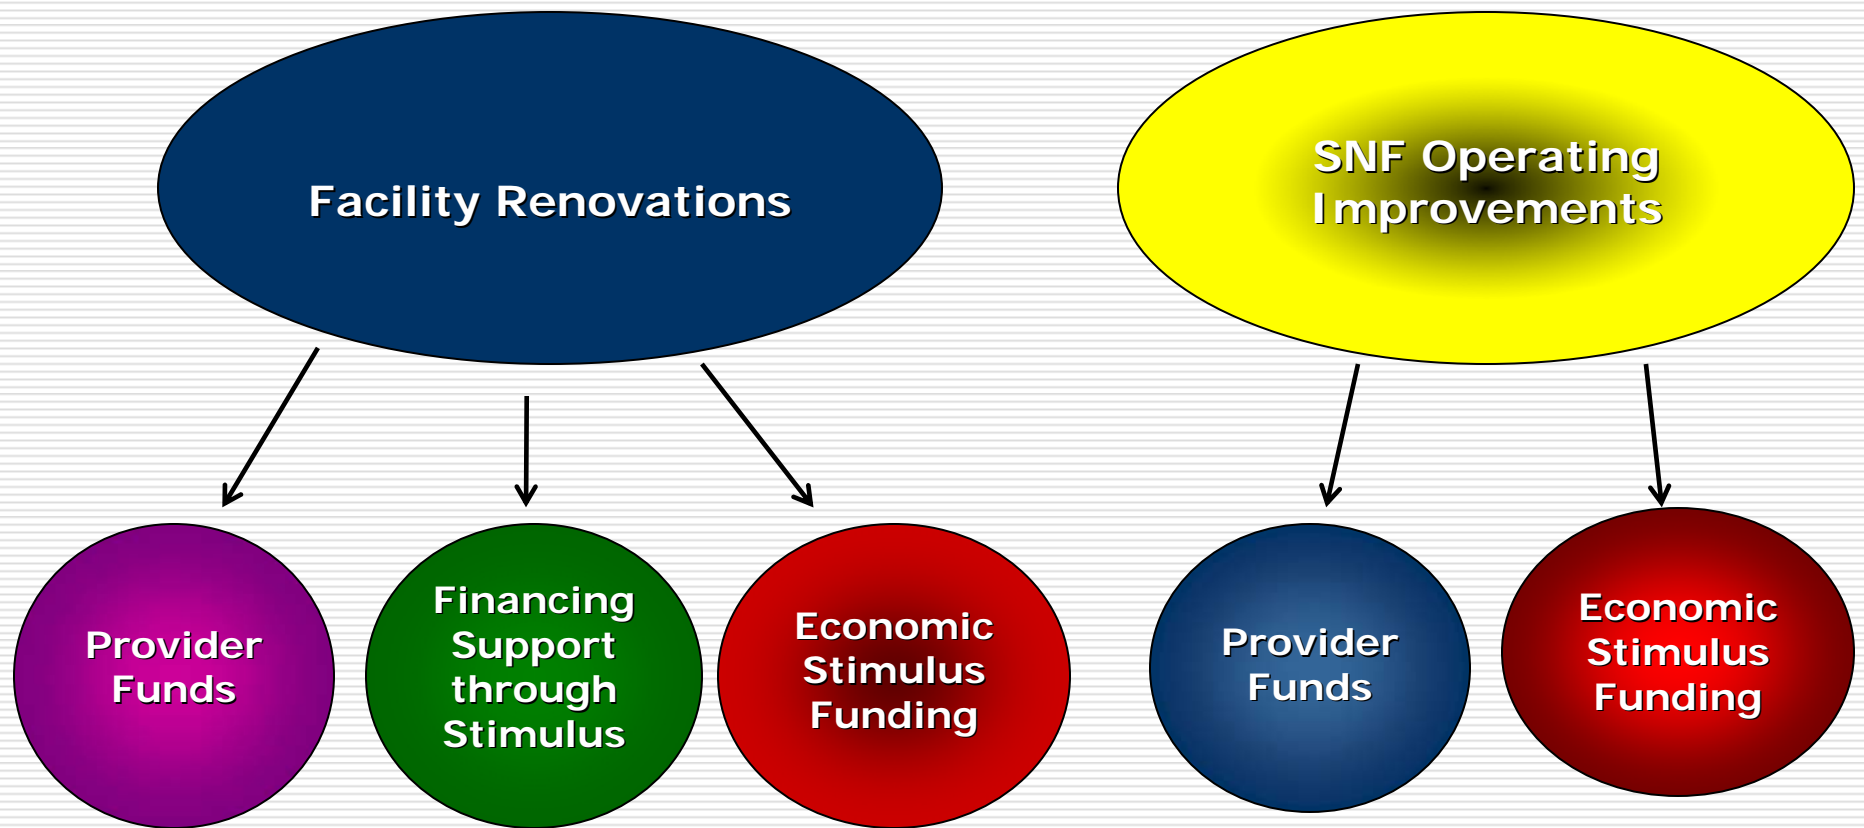 Facility Renovations
SNF Operating
Improvements
Provider
Funds
Financing
Support
through
Stimulus
Economic
Stimulus
Funding
Provider
Funds
Economic
Stimulus
Funding